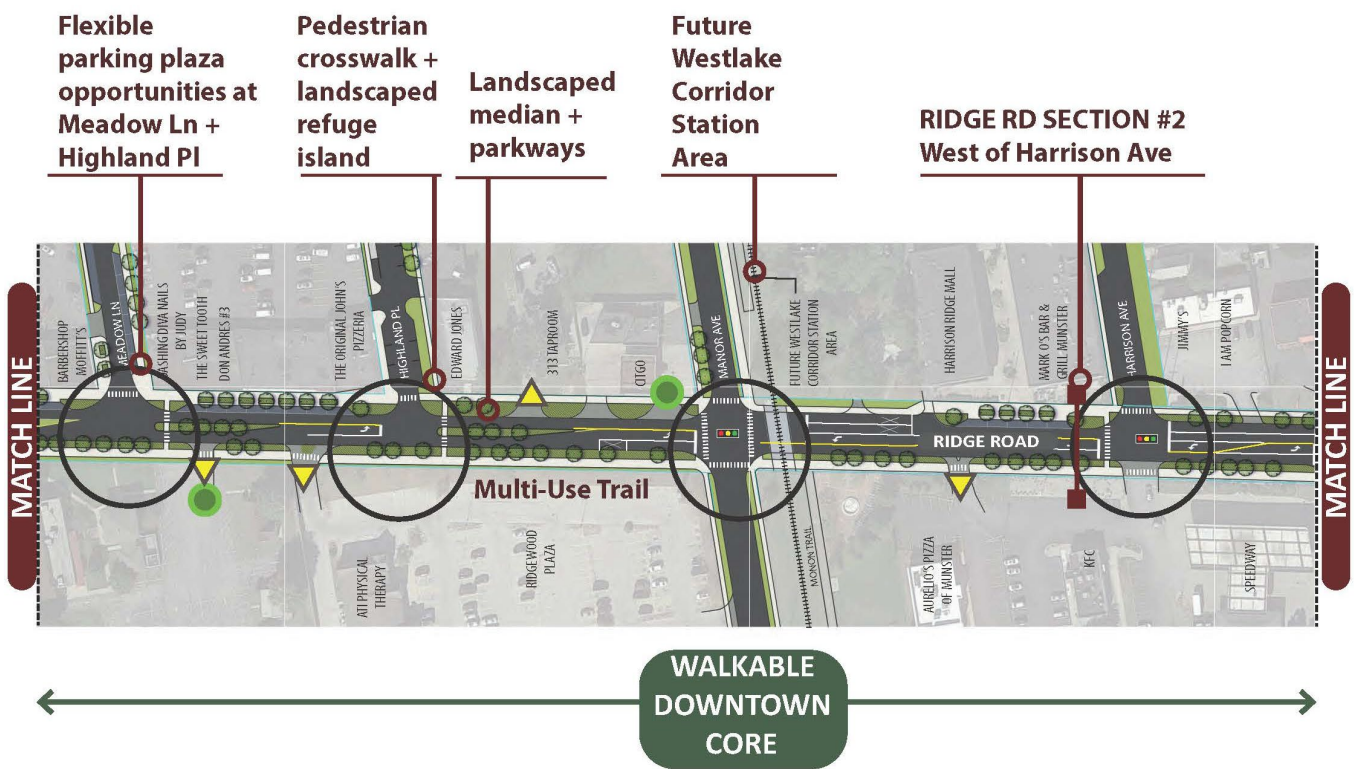 Flexible
parking plaza
opportunities at
Meadow Ln +
Highland Pl
Pedestrian
crosswalk +
landscaped
refuge
island
Landscaped
median +
parkways
Future
Westlake
Corridor
Station
Area
RIDGE RD SECTION #2
West of Harrison Ave
MATCH LINE
BARBERSHOP
MOFFITT'S
MEADOW LN
ASHING DIVA NAILS
BY JUDY
THE SWEET TOOTH
DON ANDRES #3
THE ORIGINAL JOHN'S
PIZZERIA
HIGHLAND PL
EDWARD JONES
313 TAPROOM
CITGO
MANOR AVE
FUTURE WESTLAKE
CORRIDOR STATION
AREA
HARRISON RIDGE MALL
MARK O'S BAR &
GRILL MUNSTER
HARRISON AVE
JIMMY'S
I AM POPCORN
MATCH LINE
RIDGE ROAD
Multi-Use Trail
ATI PHYSICAL
THERAPY
RIDGEWOOD
PLAZA
MONON TRAIL
AURELIO'S PIZZA
OF MUNSTER
KFC
SPEEDWAY
WALKABLE
DOWNTOWN
CORE